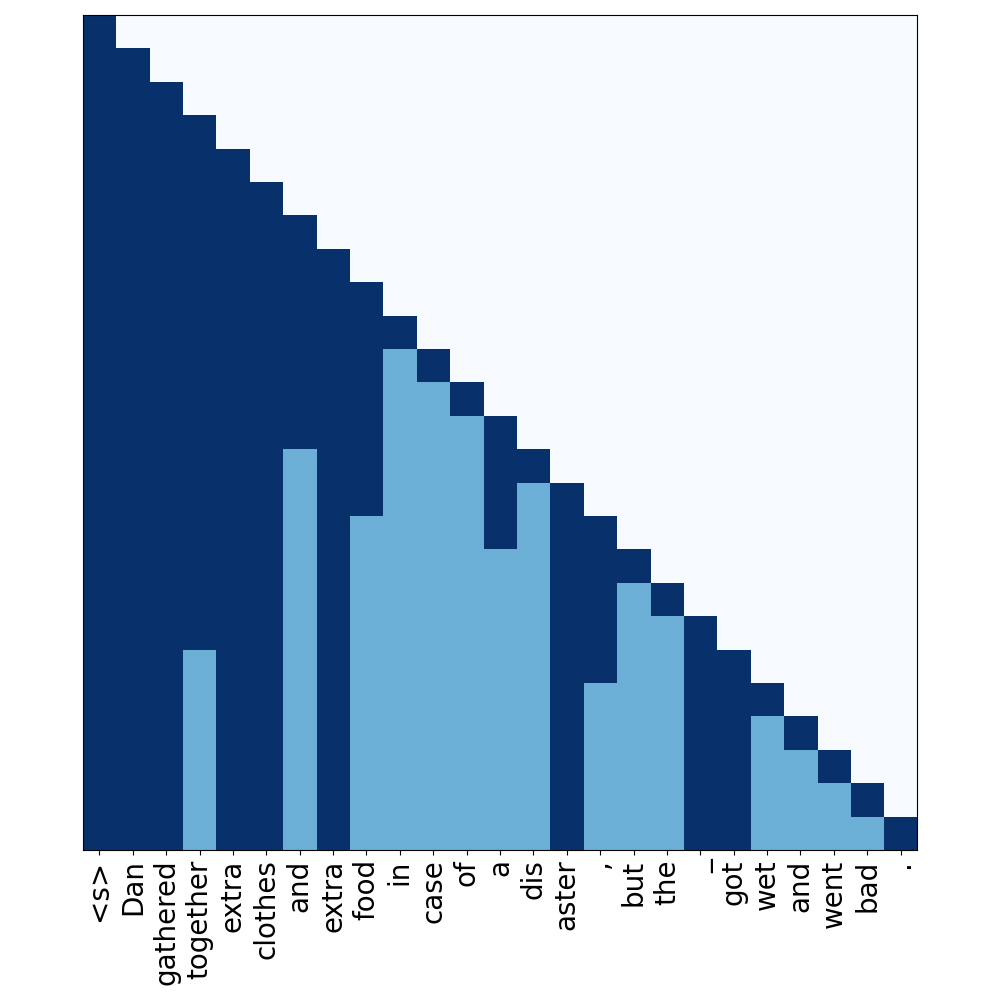 <s> Dan gathered together extra clothes and extra food in case of a dis aster , but the _ got wet and went bad .